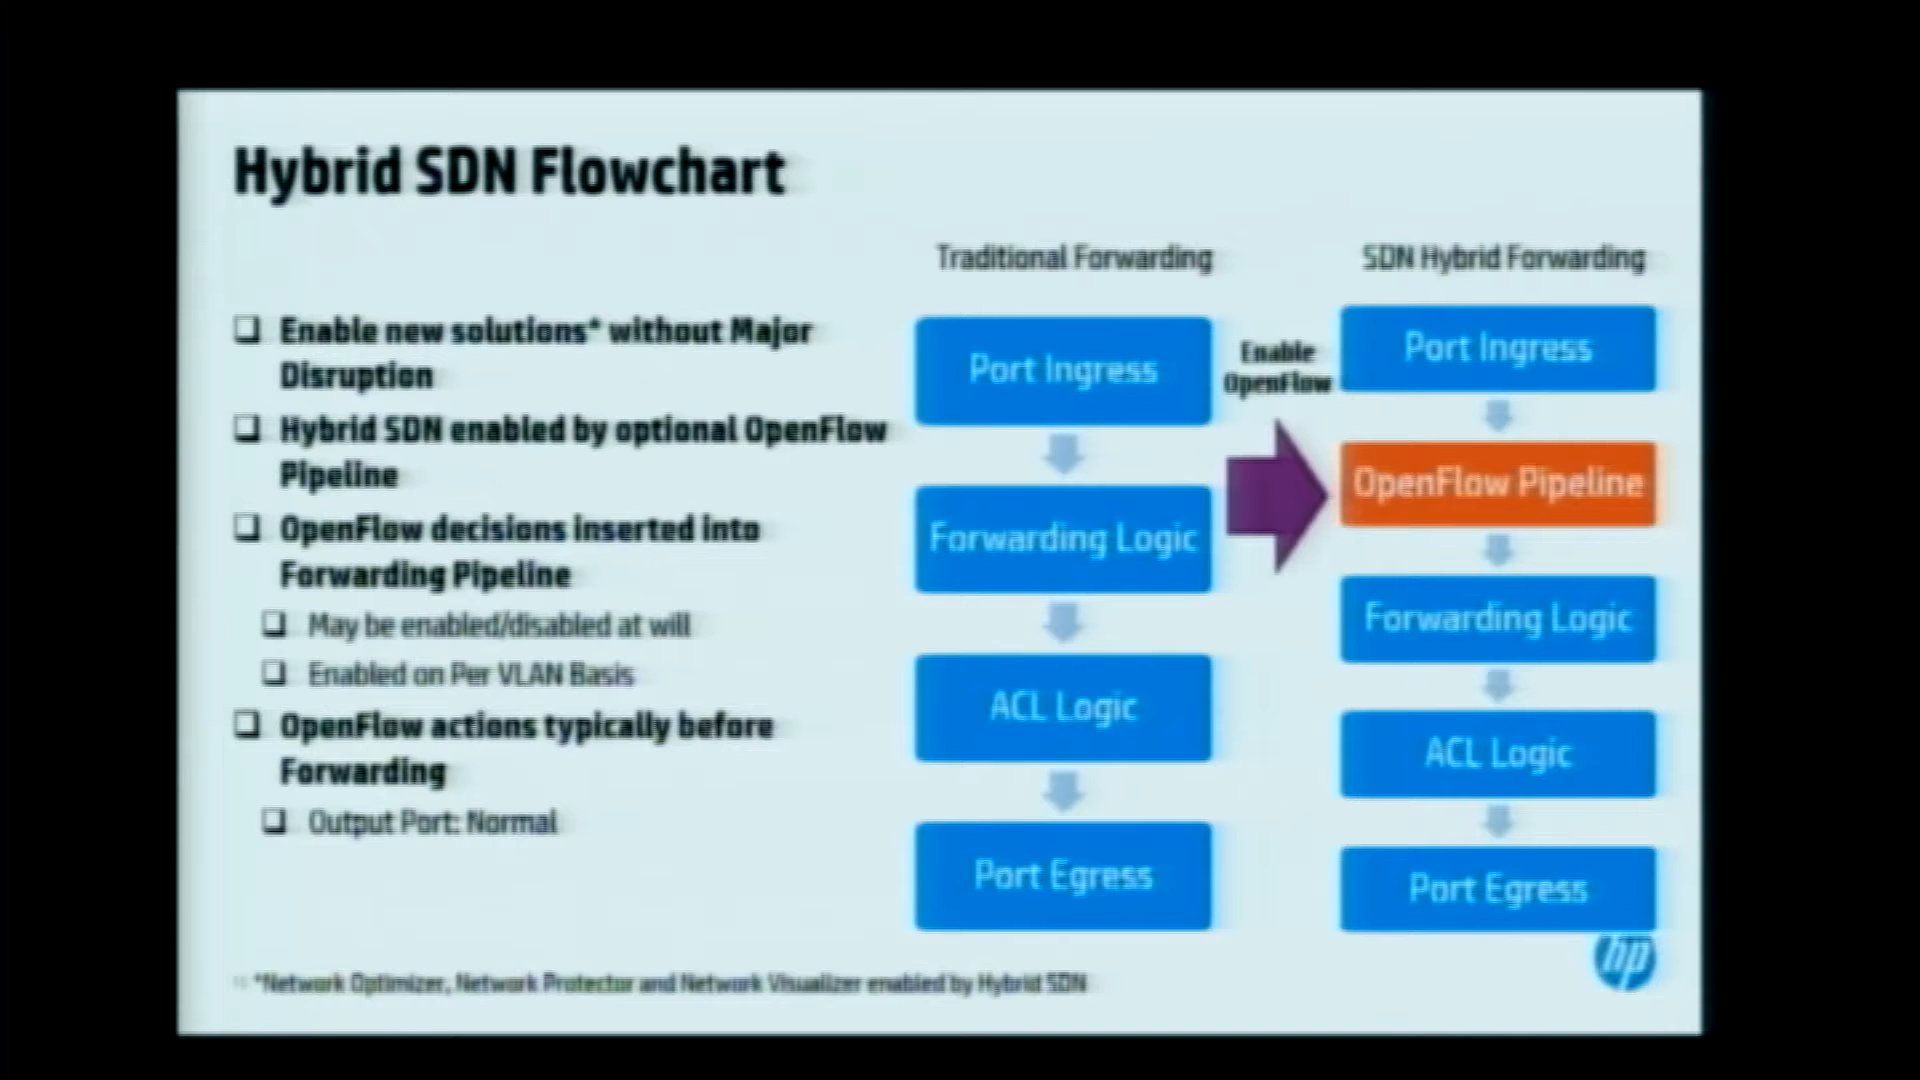 Hybrid SDN Flowchart
❑ Enable new solutions* without Major
Disruption
❑ Hybrid SDN enabled by optional OpenFlow
Pipeline
❑ OpenFlow decisions inserted into
Forwarding Pipeline
❑ May be enabled/disabled at will
❑ Enabled on Per VLAN Basis
❑ OpenFlow actions typically before
Forwarding
❑ Output Port: Normal
Traditional Forwarding
Port Ingress
Forwarding Logic
ACL Logic
Port Egress
Enable
OpenFlow
SDN Hybrid Forwarding
Port Ingress
OpenFlow Pipeline
Forwarding Logic
ACL Logic
Port Egress
*Network Optimizer, Network Protector and Network Visualizer enabled by Hybrid SDN
hp